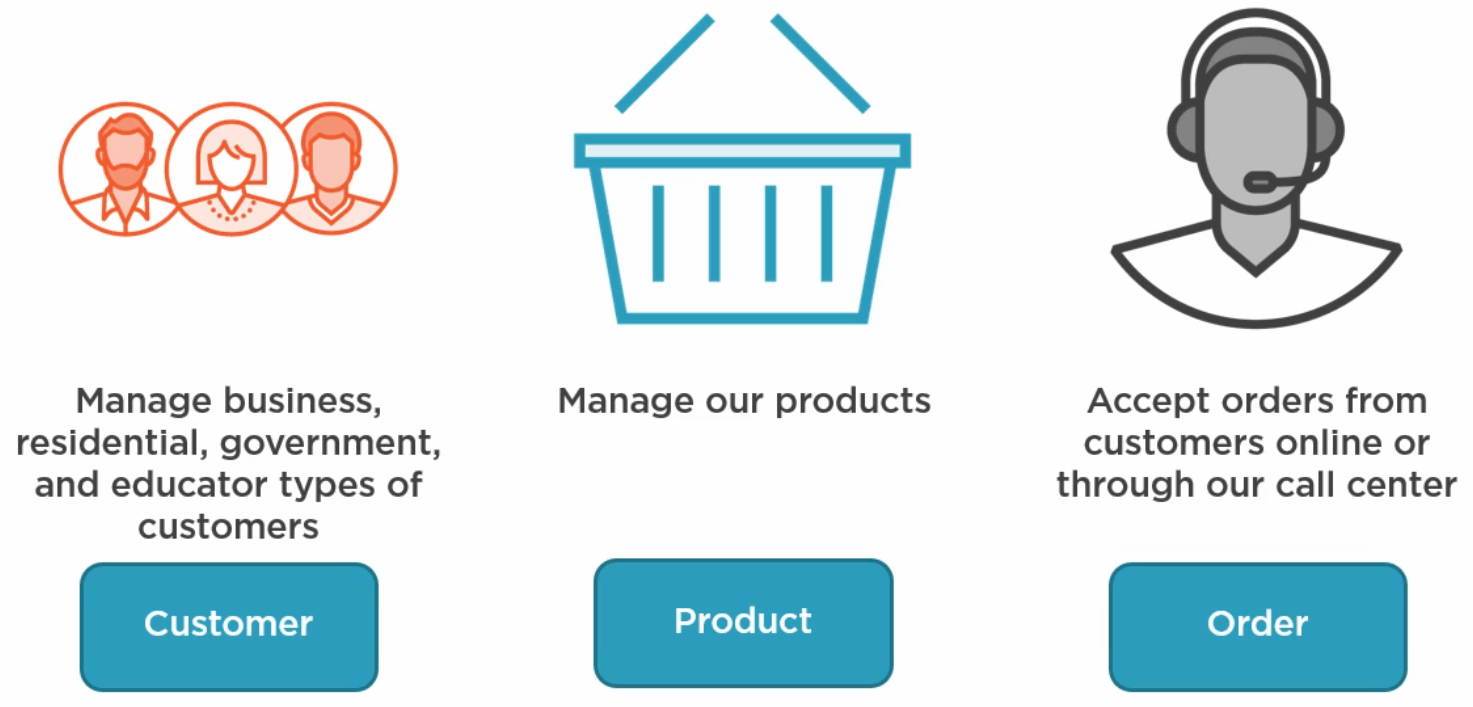 Manage business,
residential, government,
and educator types of
customers
Customer
Manage our products
Product
Accept orders from
customers online or
through our call center
Order